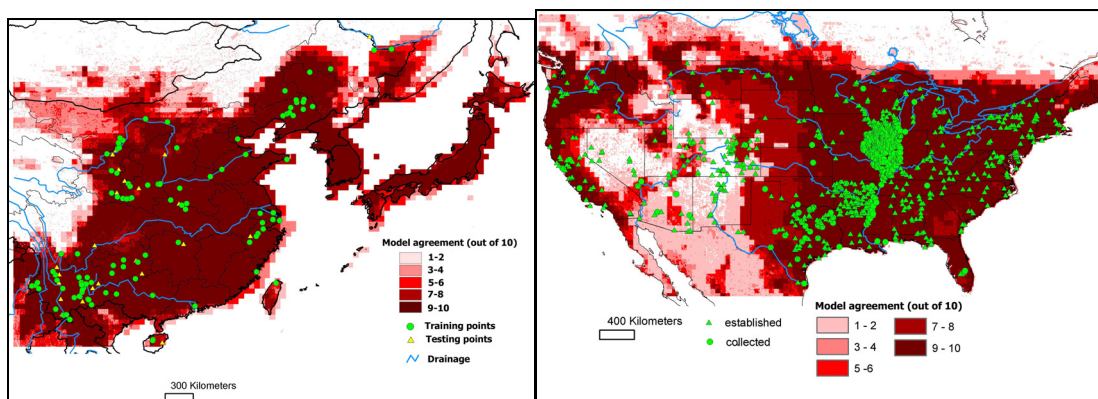 Model agreement (out of 10)
1-2
3-4
5-6
7-8
9-10
Training points
Testing points
Drainage
300 Kilometers
400 Kilometers
established
collected
Model agreement (out of 10)
1 - 2
3 - 4
5 -6
7 - 8
9 - 10